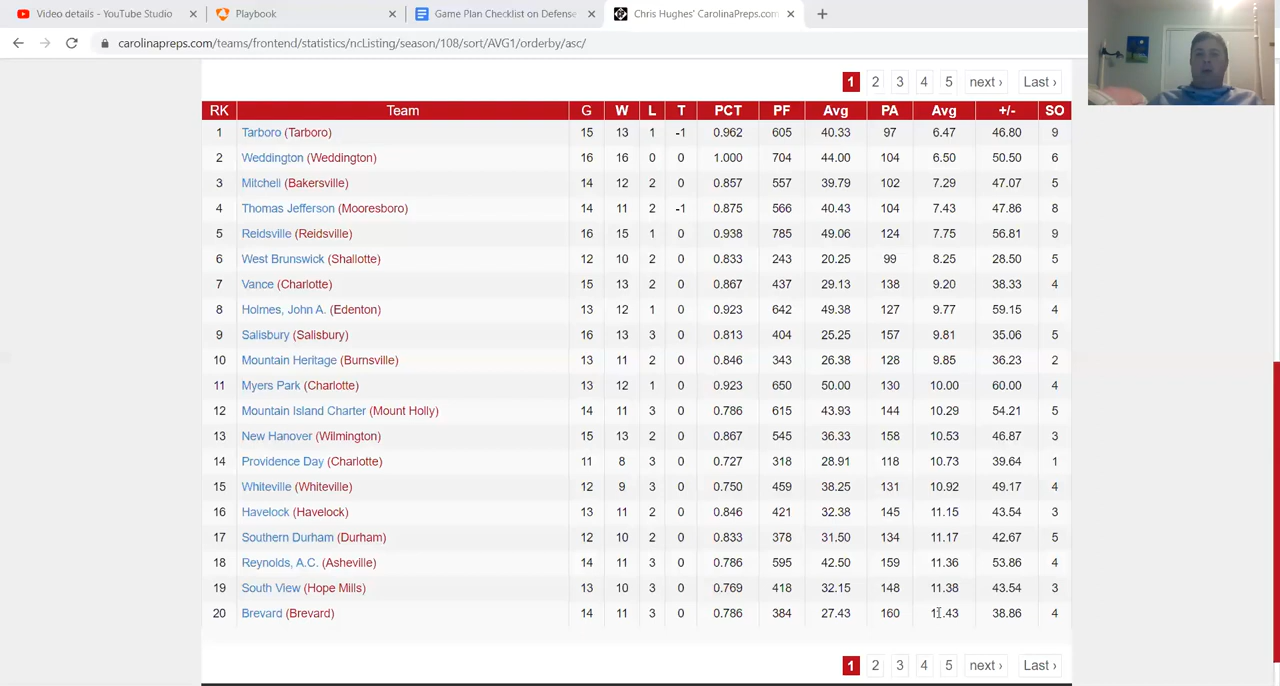 Video details - YouTube Studio Playbook Game Plan Checklist on Defense Chris Hughes' CarolinaPreps.com
carolinapreps.com/teams/frontend/statistics/ncListing/season/108/sort/AVG1/orderby/asc/
1 2 3 4 5 next › Last ›
RK Team G W L T PCT PF Avg PA Avg +/- SO
1 Tarboro (Tarboro) 15 13 1 -1 0.962 605 40.33 97 6.47 46.80 9
2 Weddington (Weddington) 16 16 0 0 1.000 704 44.00 104 6.50 50.50 6
3 Mitchell (Bakersville) 14 12 2 0 0.857 557 39.79 102 7.29 47.07 5
4 Thomas Jefferson (Mooresboro) 14 11 2 -1 0.875 566 40.43 104 7.43 47.86 8
5 Reidsville (Reidsville) 16 15 1 0 0.938 785 49.06 124 7.75 56.81 9
6 West Brunswick (Shallotte) 12 10 2 0 0.833 243 20.25 99 8.25 28.50 5
7 Vance (Charlotte) 15 13 2 0 0.867 437 29.13 138 9.20 38.33 4
8 Holmes, John A. (Edenton) 13 12 1 0 0.923 642 49.38 127 9.77 59.15 4
9 Salisbury (Salisbury) 16 13 3 0 0.813 404 25.25 157 9.81 35.06 5
10 Mountain Heritage (Burnsville) 13 11 2 0 0.846 343 26.38 128 9.85 36.23 2
11 Myers Park (Charlotte) 13 12 1 0 0.923 650 50.00 130 10.00 60.00 4
12 Mountain Island Charter (Mount Holly) 14 11 3 0 0.786 615 43.93 144 10.29 54.21 5
13 New Hanover (Wilmington) 15 13 2 0 0.867 545 36.33 158 10.53 46.87 3
14 Providence Day (Charlotte) 11 8 3 0 0.727 318 28.91 118 10.73 39.64 1
15 Whiteville (Whiteville) 12 9 3 0 0.750 459 38.25 131 10.92 49.17 4
16 Havelock (Havelock) 13 11 2 0 0.846 421 32.38 145 11.15 43.54 3
17 Southern Durham (Durham) 12 10 2 0 0.833 378 31.50 134 11.17 42.67 5
18 Reynolds, A.C. (Asheville) 14 11 3 0 0.786 595 42.50 159 11.36 53.86 4
19 South View (Hope Mills) 13 10 3 0 0.769 418 32.15 148 11.38 43.54 3
20 Brevard (Brevard) 14 11 3 0 0.786 384 27.43 160 11.43 38.86 4
1 2 3 4 5 next › Last ›